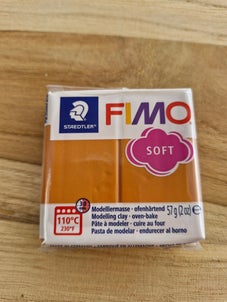 STAEDTLER
FIMO®
SOFT
110°C
230°F
Modelliermasse - ofenhärtend
Modelling clay - oven-bake
Pâte à modeler - cuire au four
Pasta de modelar - endurecer al horno
57 g (2 oz)